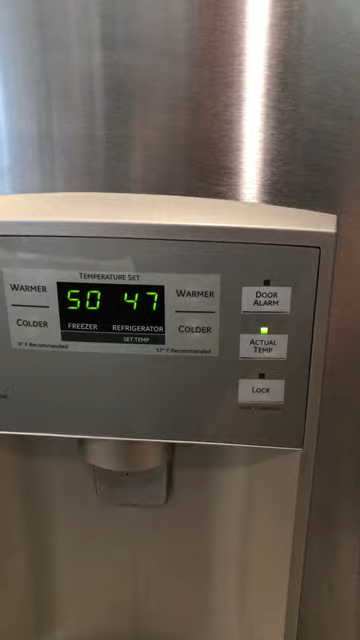 TEMPERATURE SET
WARMER
50 47
WARMER
COLDER
FREEZER REFRIGERATOR
COLDER
SET TEMP
0° F Recommended
37° F Recommended
DOOR
ALARM
ACTUAL
TEMP
LOCK